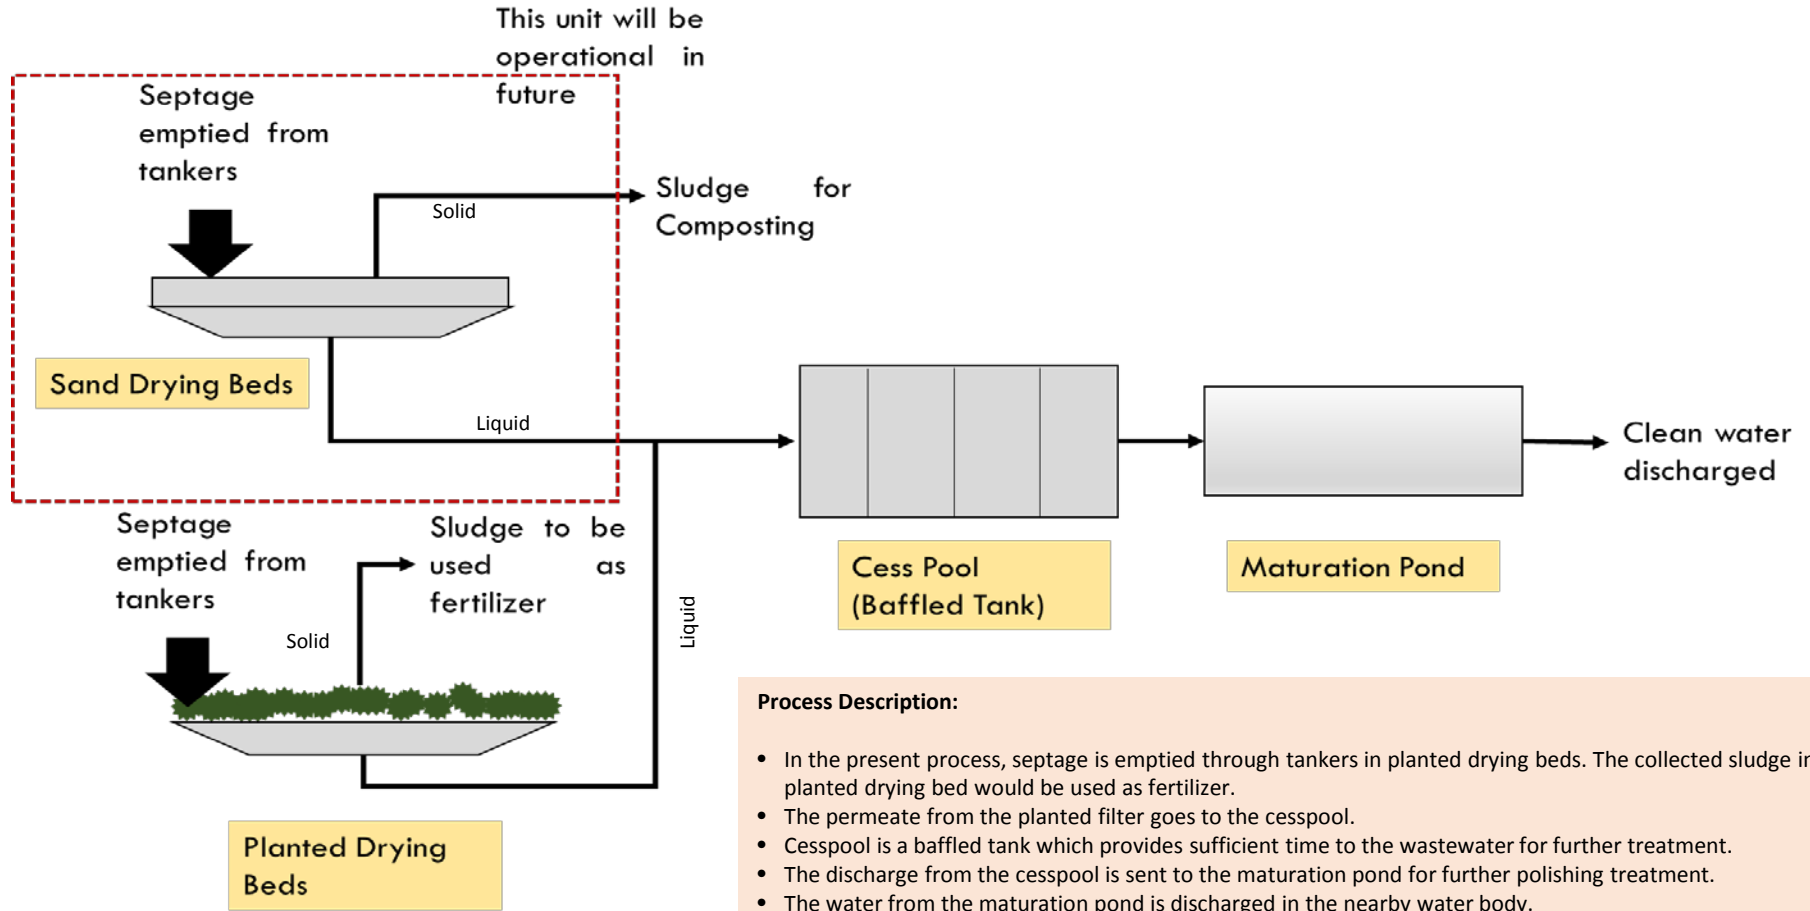 This unit will be
operational in
future
Septage
emptied from
tankers
Solid
Sludge for
Composting
Sand Drying Beds
Liquid
Clean water
discharged
Septage
emptied from
tankers
Sludge to be
used as
fertilizer
Solid
Liquid
Cess Pool
(Baffled Tank)
Maturation Pond
Planted Drying
Beds
Process Description:
• In the present process, septage is emptied through tankers in planted drying beds. The collected sludge in
planted drying bed would be used as fertilizer.
• The permeate from the planted filter goes to the cesspool.
• Cesspool is a baffled tank which provides sufficient time to the wastewater for further treatment.
• The discharge from the cesspool is sent to the maturation pond for further polishing treatment.
• The water from the maturation pond is discharged in the nearby water body.